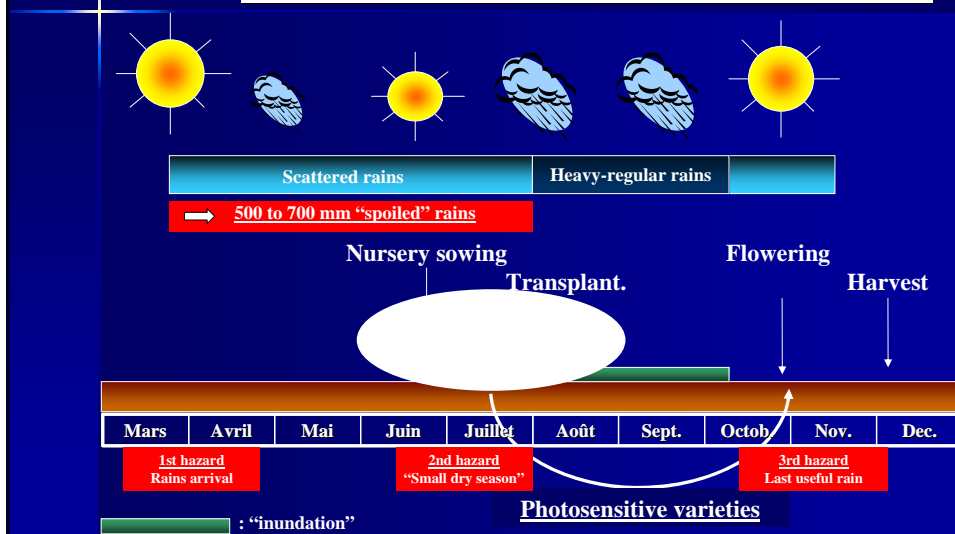 Scattered rains
Heavy-regular rains
500 to 700 mm “spoiled” rains
Nursery sowing
Flowering
Transplant.
Harvest
Mars Avril Mai Juin Juillet Août Sept. Octob. Nov. Dec.
1st hazard
Rains arrival
2nd hazard
“Small dry season”
3rd hazard
Last useful rain
Photosensitive varieties
: “inundation”